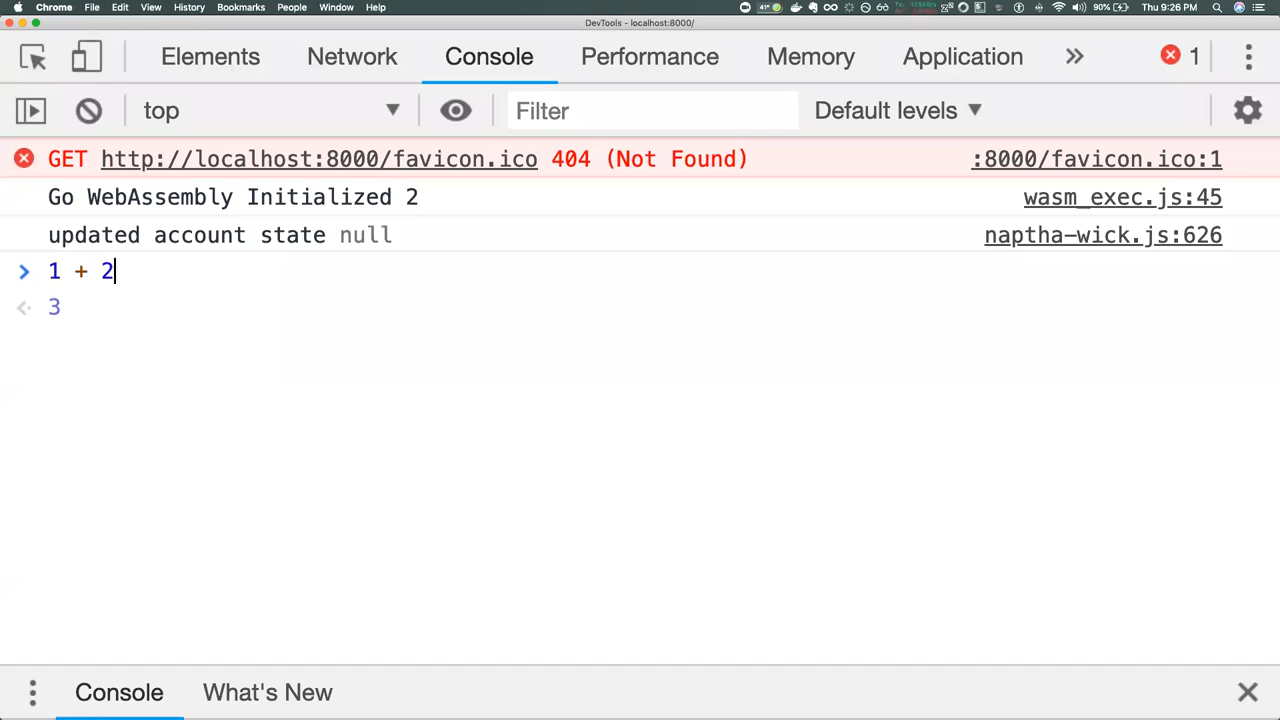 Chrome File Edit View History Bookmarks People Window Help 41° 90% Thu 9:26 PM
DevTools - localhost:8000/
Elements Network Console Performance Memory Application » 1
top Filter Default levels
GET http://localhost:8000/favicon.ico 404 (Not Found) :8000/favicon.ico:1
Go WebAssembly Initialized 2 wasm_exec.js:45
updated account state null naptha-wick.js:626
> 1 + 2
3
Console What's New